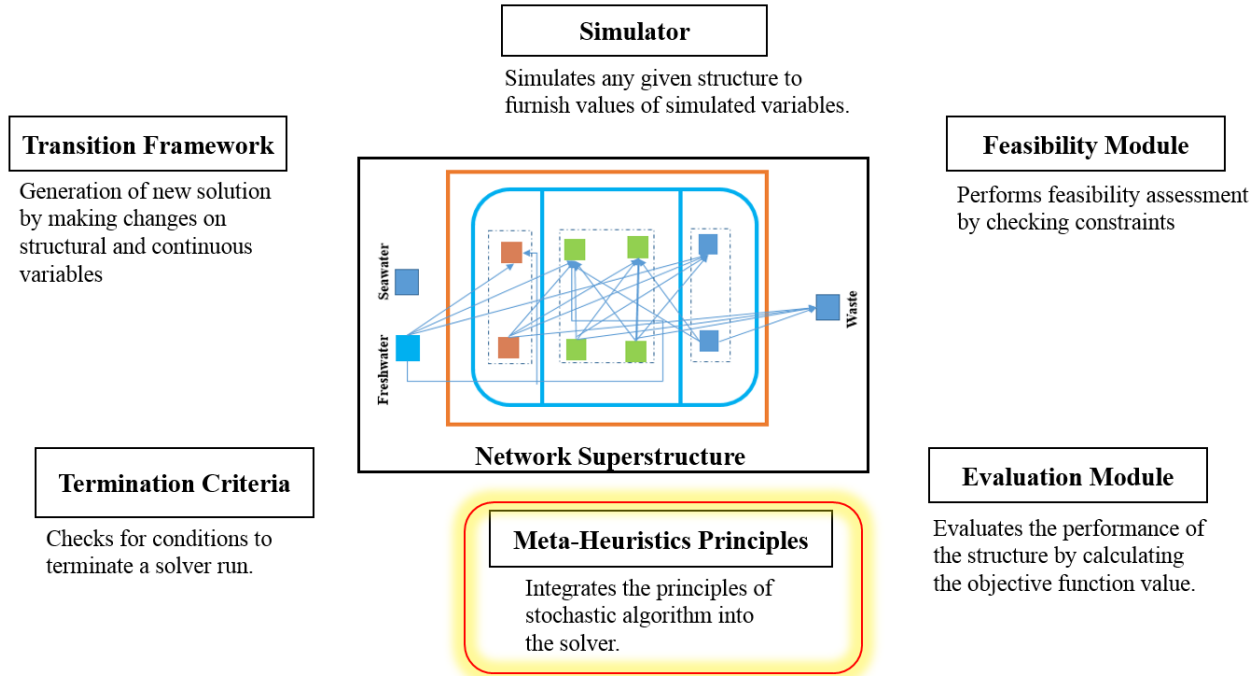 Simulator
Simulates any given structure to
furnish values of simulated variables.
Transition Framework
Generation of new solution
by making changes on
structural and continuous
variables
Feasibility Module
Performs feasibility assessment
by checking constraints
Seawater
Freshwater
Waste
Network Superstructure
Termination Criteria
Checks for conditions to
terminate a solver run.
Meta-Heuristics Principles
Integrates the principles of
stochastic algorithm into
the solver.
Evaluation Module
Evaluates the performance of
the structure by calculating
the objective function value.